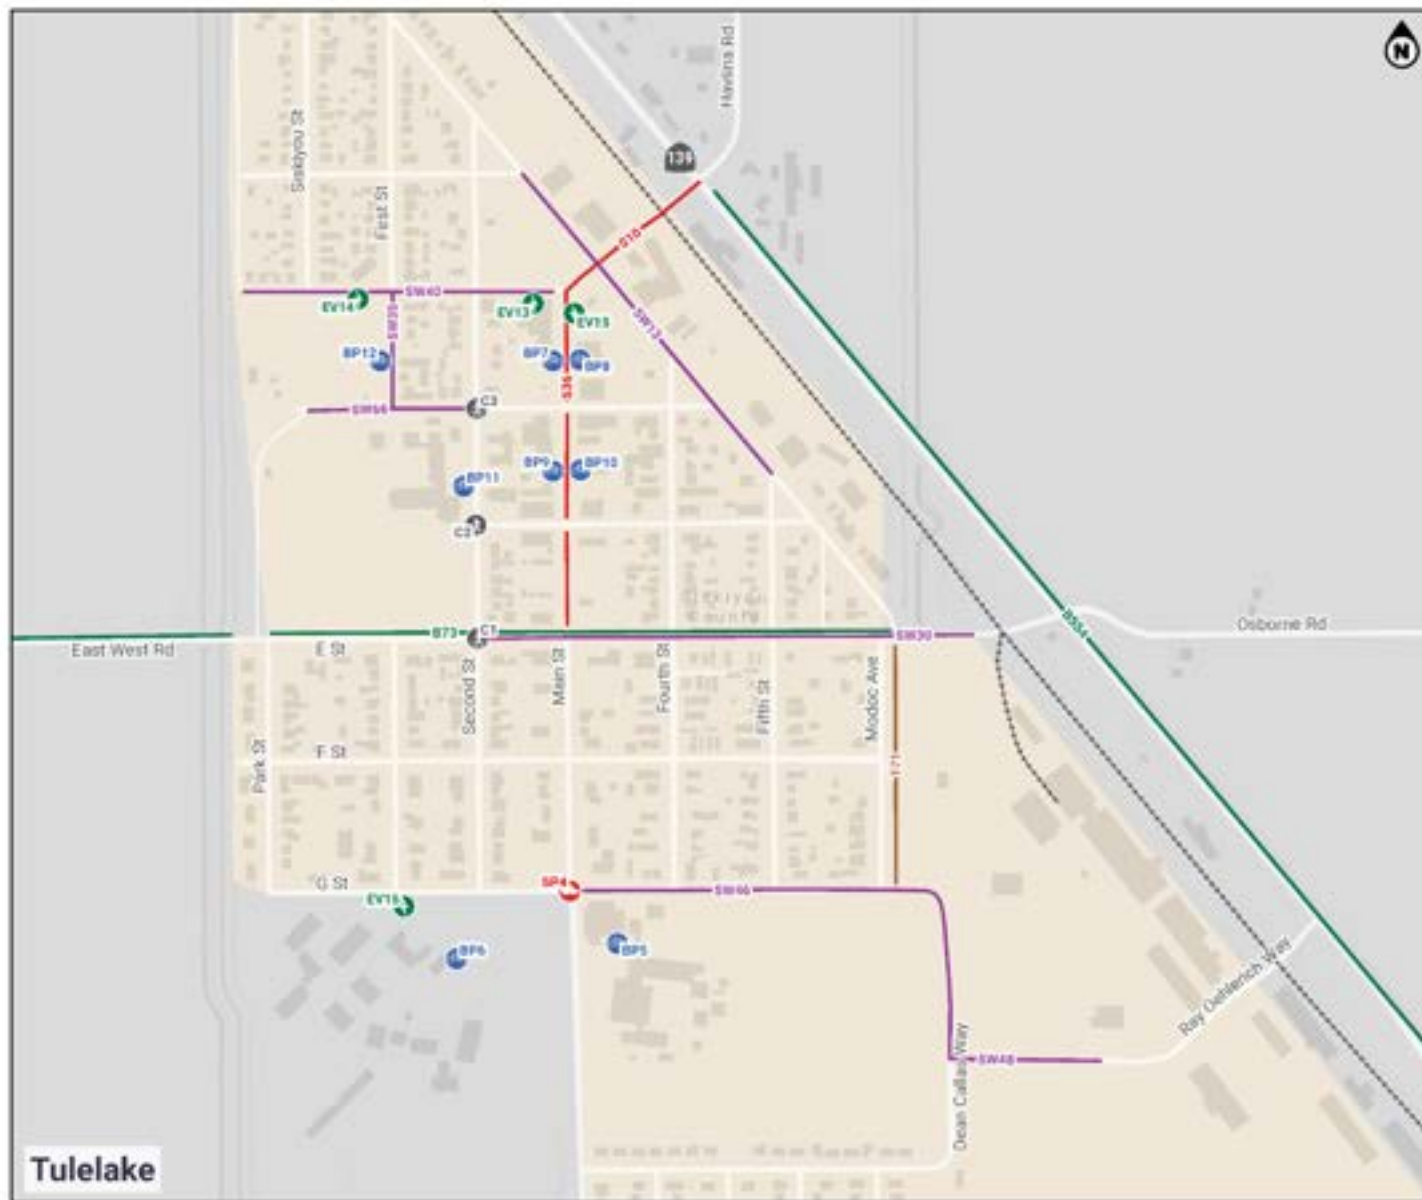 N
Havlina Rd
139
Siskiyou St
First St
S10
SW40
EV14
EV13
EV15
SW13
SW35
BP12
BP7
BP8
S36
C3
SW66
BP9
BP10
BP11
C2
B554
Osborne Rd
B73
C1
SW30
East West Rd
E St
Second St
Main St
Fourth St
Fifth St
Modoc Ave
F St
Park St
T71
G St
SP4
SW46
BP6
BP5
Ray Oehlerich Way
SW48
Dean Callas Way
Tulelake